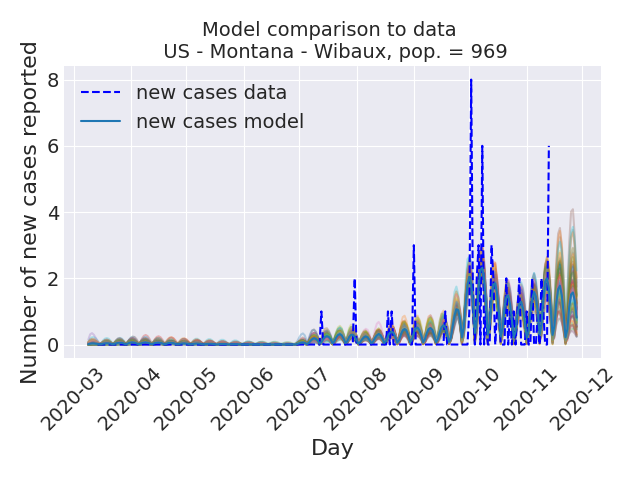 Model comparison to data
US - Montana - Wibaux, pop. = 969
Number of new cases reported
8
6
4
2
0
new cases data
new cases model
2020-03
2020-04
2020-05
2020-06
2020-07
2020-08
2020-09
2020-10
2020-11
2020-12
Day